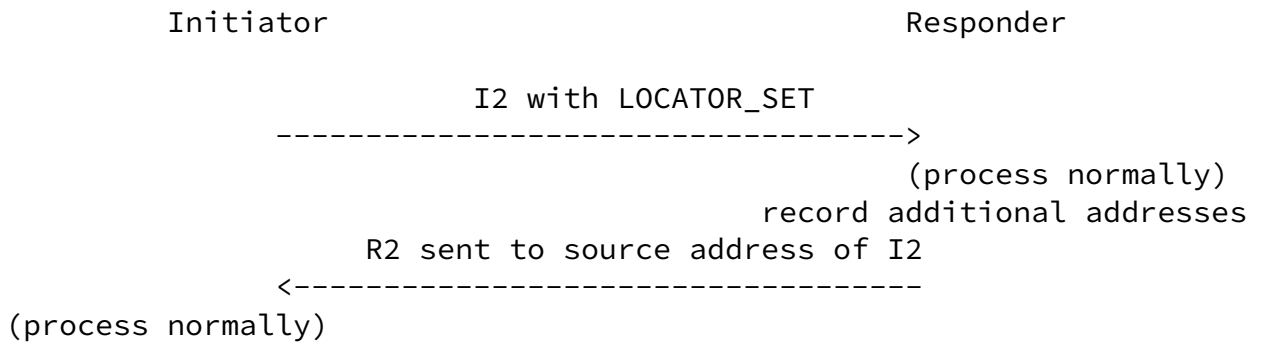 Initiator                                Responder
I2 with LOCATOR_SET
----------------------------------->
(process normally)
record additional addresses
R2 sent to source address of I2
<-----------------------------------
(process normally)